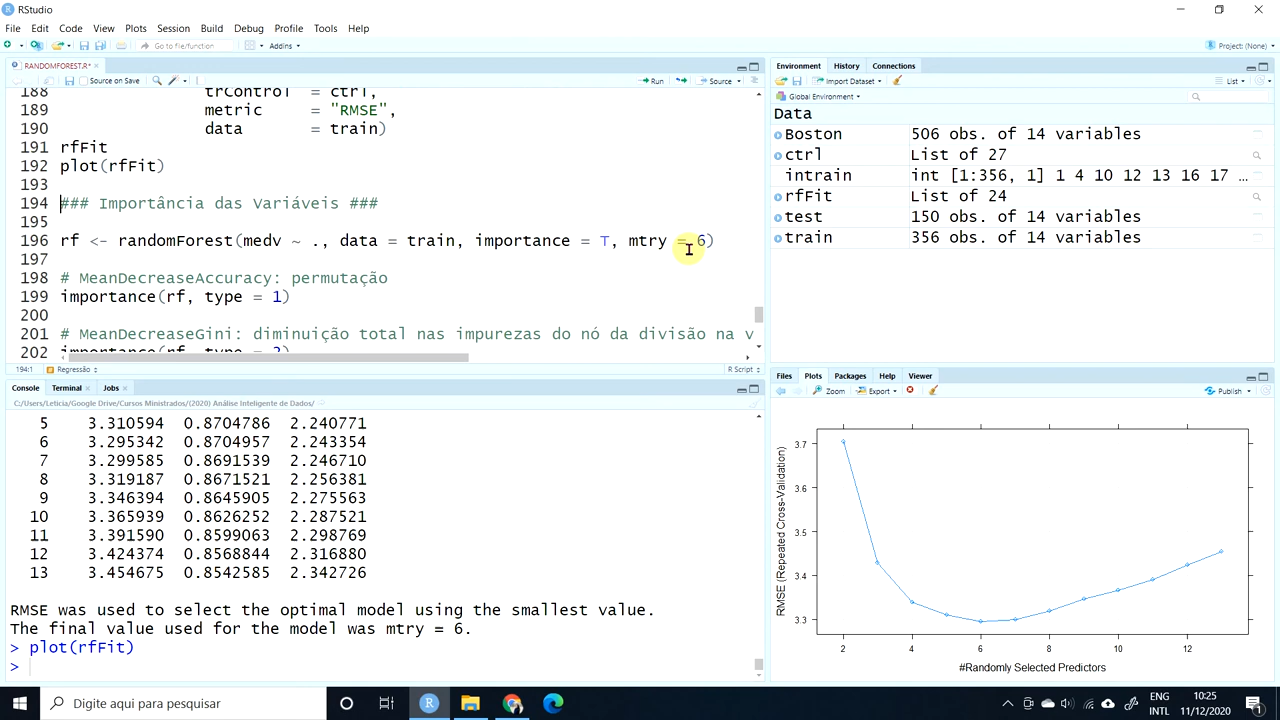 RStudio
File Edit Code View Plots Session Build Debug Profile Tools Help
Go to file/function Addins Project: (None)
RANDOMFOREST.R*
Source on Save Run Source
188 trControl = ctrl,
189 metric = "RMSE",
190 data = train)
191 rfFit
192 plot(rfFit)
193
194 ### Importância das Variáveis ###
195
196 rf <- randomForest(medv ~ ., data = train, importance = T, mtry = 6)
197
198 # MeanDecreaseAccuracy: permutação
199 importance(rf, type = 1)
200
201 # MeanDecreaseGini: diminuição total nas impurezas do nó da divisão na v
202 importance(rf, type = 2)
194:1 Regressão R Script
Console Terminal Jobs
C:/Users/Leticia/Google Drive/Cursos Ministrados/(2020) Análise Inteligente de Dados/
5 3.310594 0.8704786 2.240771
6 3.295342 0.8704957 2.243354
7 3.299585 0.8691539 2.246710
8 3.319187 0.8671521 2.256381
9 3.346394 0.8645905 2.275563
10 3.365939 0.8626252 2.287521
11 3.391590 0.8599063 2.298769
12 3.424374 0.8568844 2.316880
13 3.454675 0.8542585 2.342726
RMSE was used to select the optimal model using the smallest value.
The final value used for the model was mtry = 6.
> plot(rfFit)
>
Environment History Connections
Import Dataset List
Global Environment
Data
Boston 506 obs. of 14 variables
ctrl List of 27
intrain int [1:356, 1] 1 4 10 12 13 16 17 ...
rfFit List of 24
test 150 obs. of 14 variables
train 356 obs. of 14 variables
Files Plots Packages Help Viewer
Zoom Export Publish
RMSE (Repeated Cross-Validation)
3.7
3.6
3.5
3.4
3.3
2 4 6 8 10 12
#Randomly Selected Predictors
Digite aqui para pesquisar
ENG 10:25
INTL 11/12/2020
1